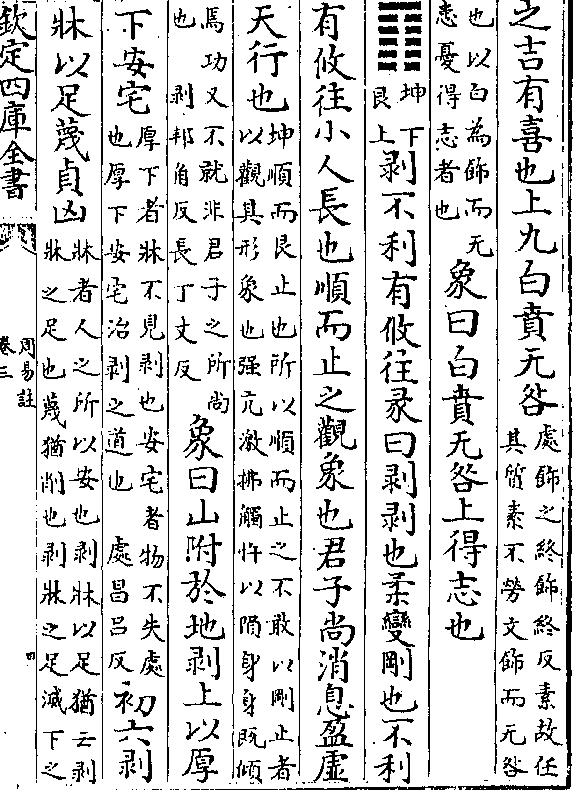 之吉有喜也上九白賁无咎處飾之終飾終反素故任其質素不勞文飾而无咎
也以白為飾而无患憂得志者也象曰白賁无咎上得志也
䷖坤下艮上剥不利有攸往彖曰剥剥也柔變剛也不利
有攸往小人長也順而止之觀象也君子尚消息盈虚
天行也坤順而艮止也所以順而止之不敢以剛止者以觀其形象也强亢激拂觸忤以隕身身既傾
焉功又不就非君子之所尚也 剥邦角反長丁丈反象曰山附於地剥上以厚
下安宅厚下者牀不見剥也安宅者物不失處也厚下安宅治剥之道也 處昌吕反初六剥
牀以足蔑貞凶牀者人之所以安也剥牀以足猶云剥牀之足也蔑猶削也剥牀之足滅下之
欽定四庫全書
周易註
卷三
四